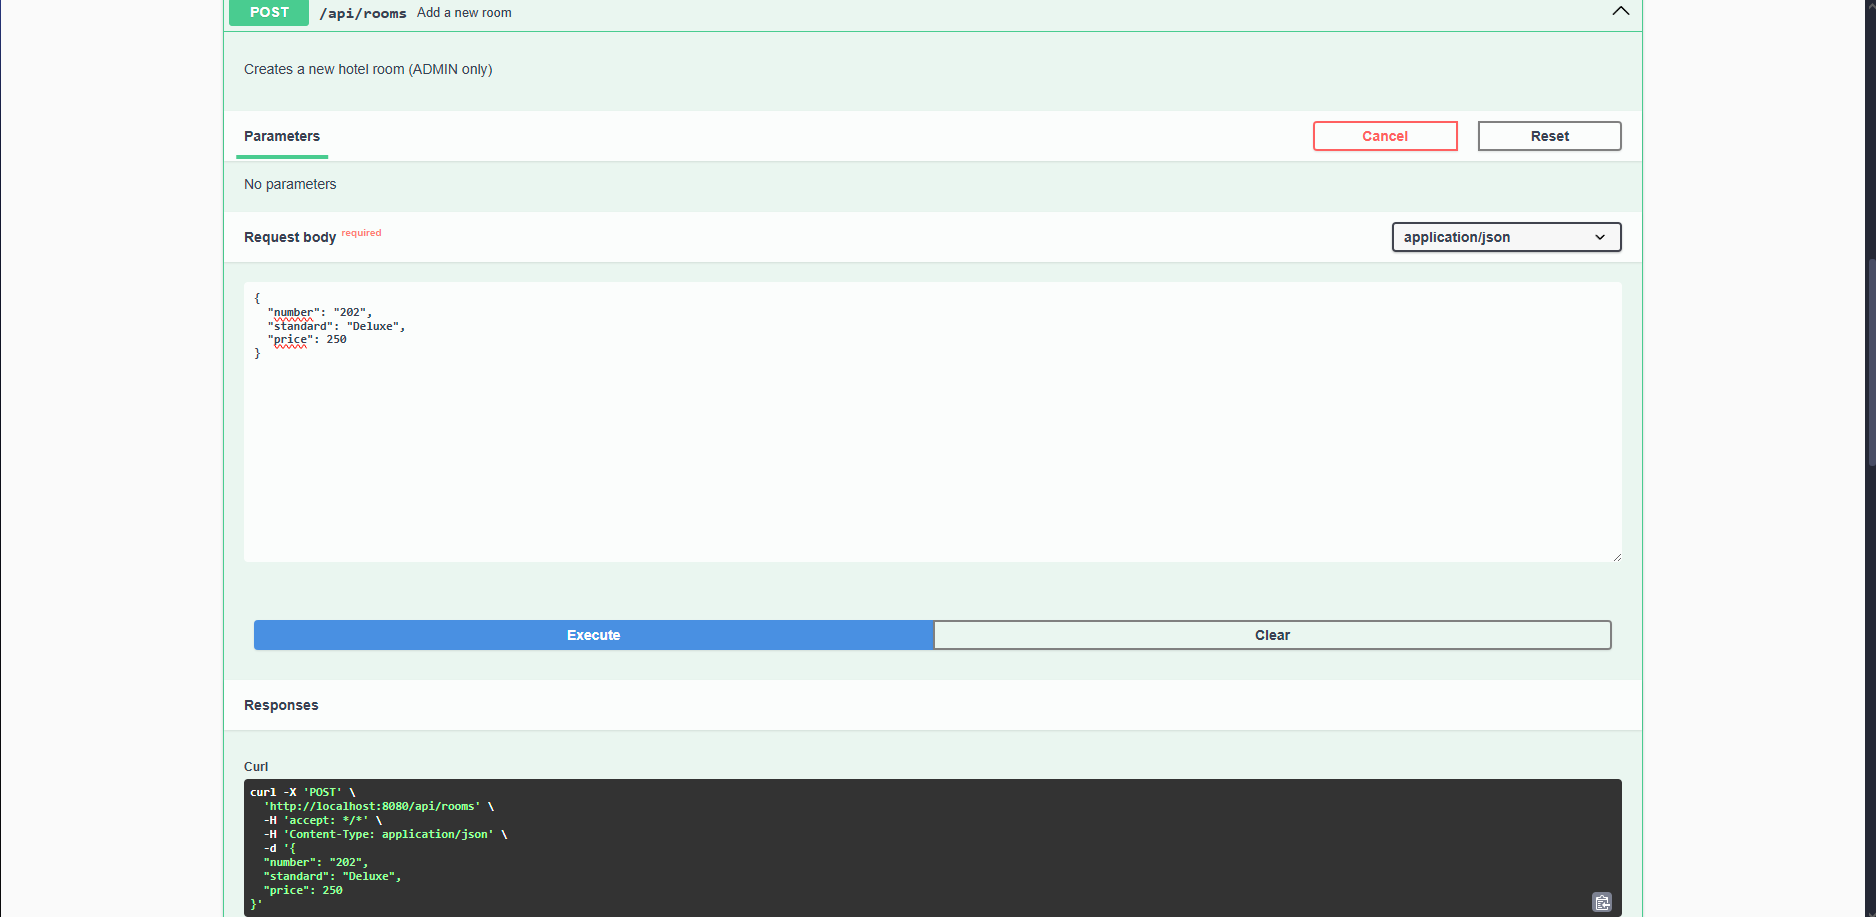 POST /api/rooms Add a new room
Creates a new hotel room (ADMIN only)
Parameters
Cancel
Reset
No parameters
Request body required
application/json
{
  "number": "202",
  "standard": "Deluxe",
  "price": 250
}
Execute
Clear
Responses
Curl
curl -X 'POST' \
  'http://localhost:8080/api/rooms' \
  -H 'accept: */*' \
  -H 'Content-Type: application/json' \
  -d '{
  "number": "202",
  "standard": "Deluxe",
  "price": 250
}'